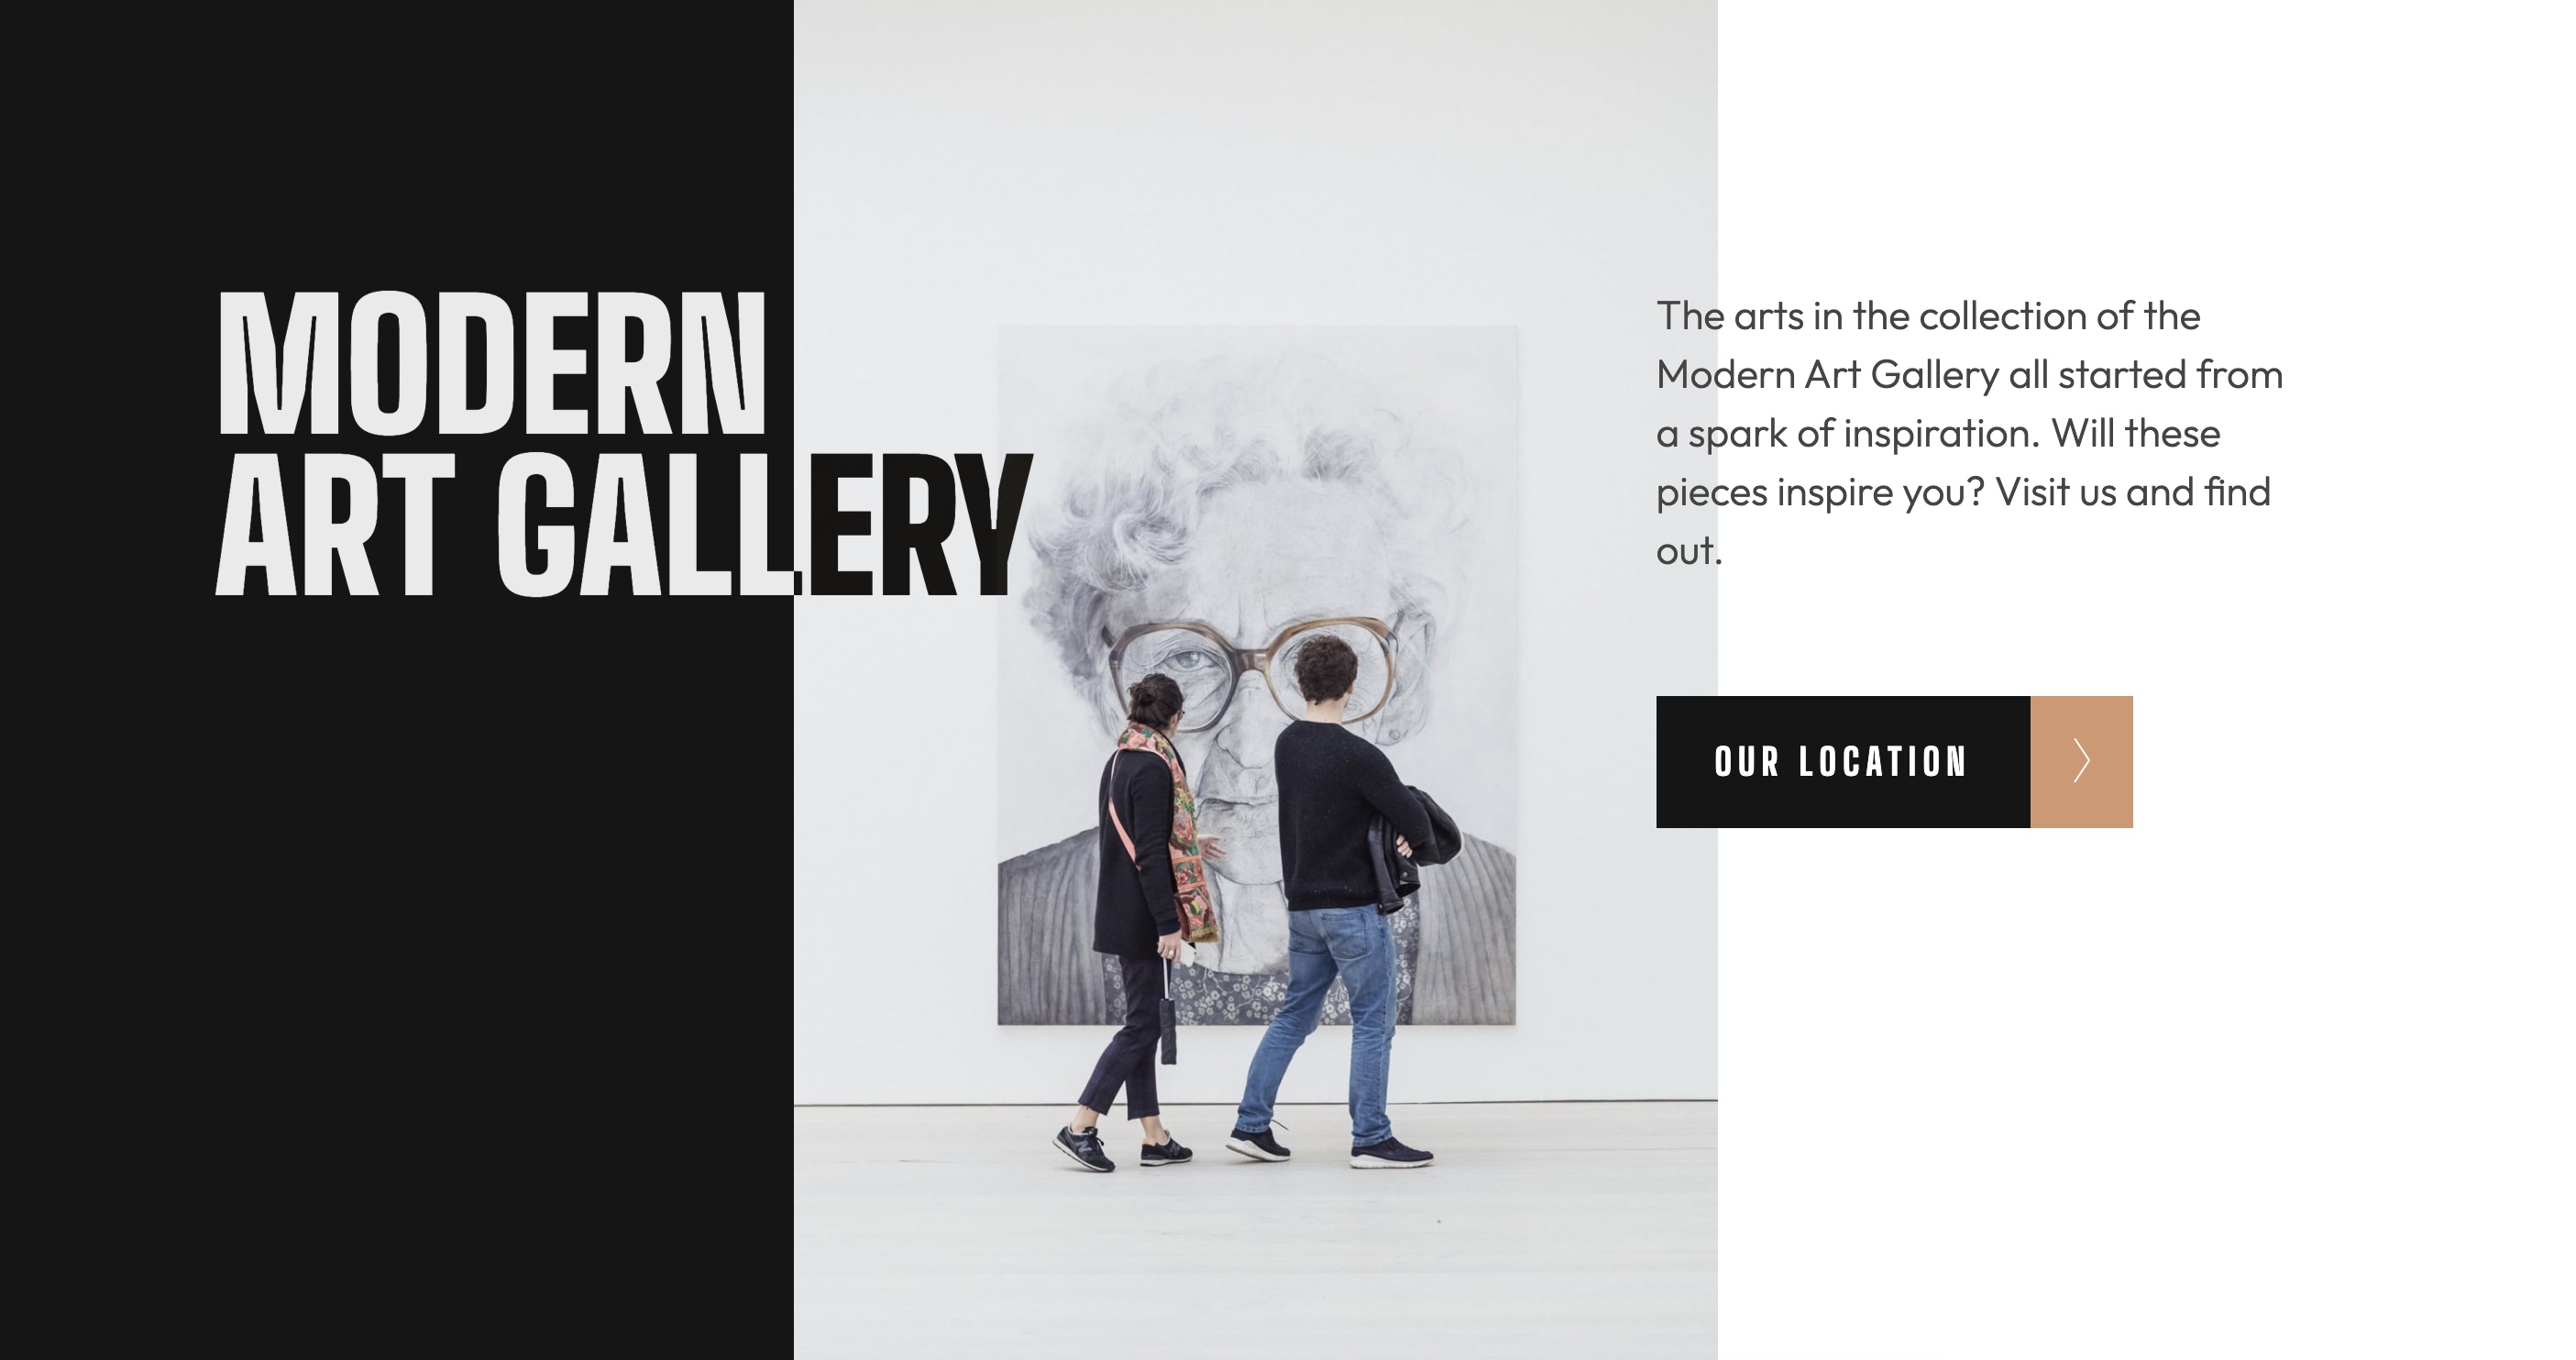 MODERN
ART GALLERY
The arts in the collection of the
Modern Art Gallery all started from
a spark of inspiration. Will these
pieces inspire you? Visit us and find
out.
OUR LOCATION